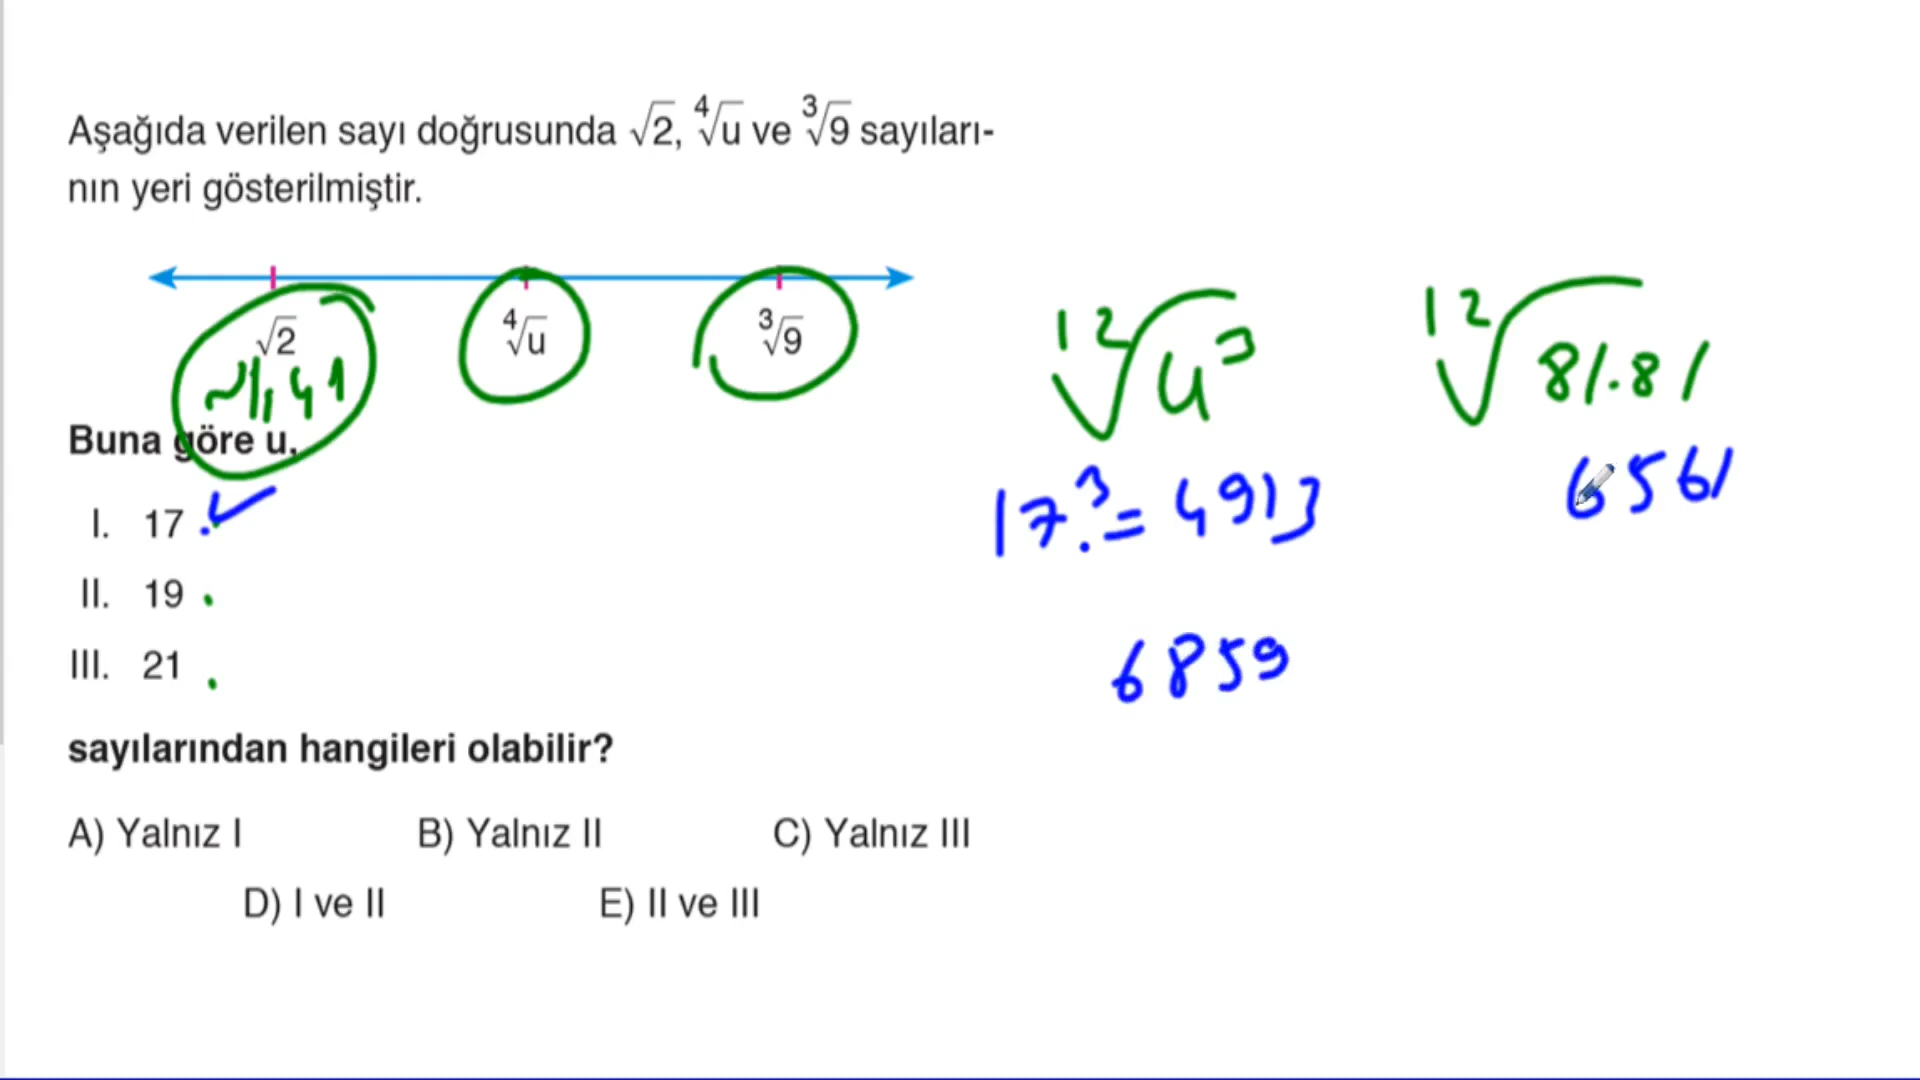 Aşağıda verilen sayı doğrusunda √2, ⁴√u ve ³√9 sayıları-
nın yeri gösterilmiştir.
√2 ⁴√u ³√9
~1,41
¹²√u³ ¹²√81.81
Buna göre u,
17³ = 4913 6561
I. 17
II. 19
6859
III. 21
sayılarından hangileri olabilir?
A) Yalnız I B) Yalnız II C) Yalnız III
D) I ve II E) II ve III